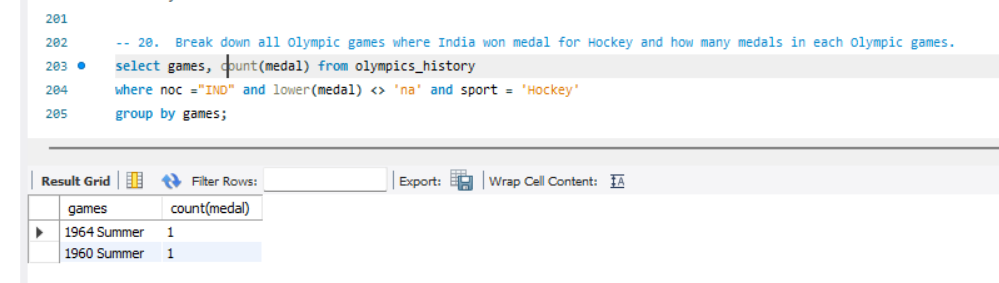 201
202 -- 20. Break down all Olympic games where India won medal for Hockey and how many medals in each Olympic games.
203 select games, count(medal) from olympics_history
204 where noc ="IND" and lower(medal) <> 'na' and sport = 'Hockey'
205 group by games;
Result Grid Filter Rows: Export: Wrap Cell Content: IA
games count(medal)
1964 Summer 1
1960 Summer 1